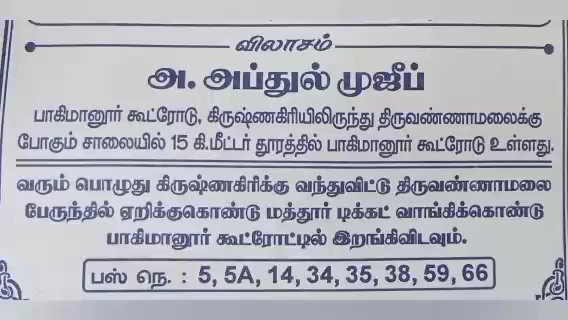 விலாசம்
அ. அப்துல் முஜீப்
பாகிமானூர் கூட்ரோடு, கிருஷ்ணகிரியிலிருந்து திருவண்ணாமலைக்கு
போகும் சாலையில் 15 கி.மீட்டர் தூரத்தில் பாகிமானூர் கூட்ரோடு உள்ளது.
வரும் பொழுது கிருஷ்ணகிரிக்கு வந்துவிட்டு திருவண்ணாமலை
பேருந்தில் ஏறிக்குகொண்டு மத்தூர் டிக்கட் வாங்கிக்கொண்டு
பாகிமானூர் கூட்ரோட்டில் இறங்கிவிடவும்.
பஸ் நெ. : 5, 5A, 14, 34, 35, 38, 59, 66